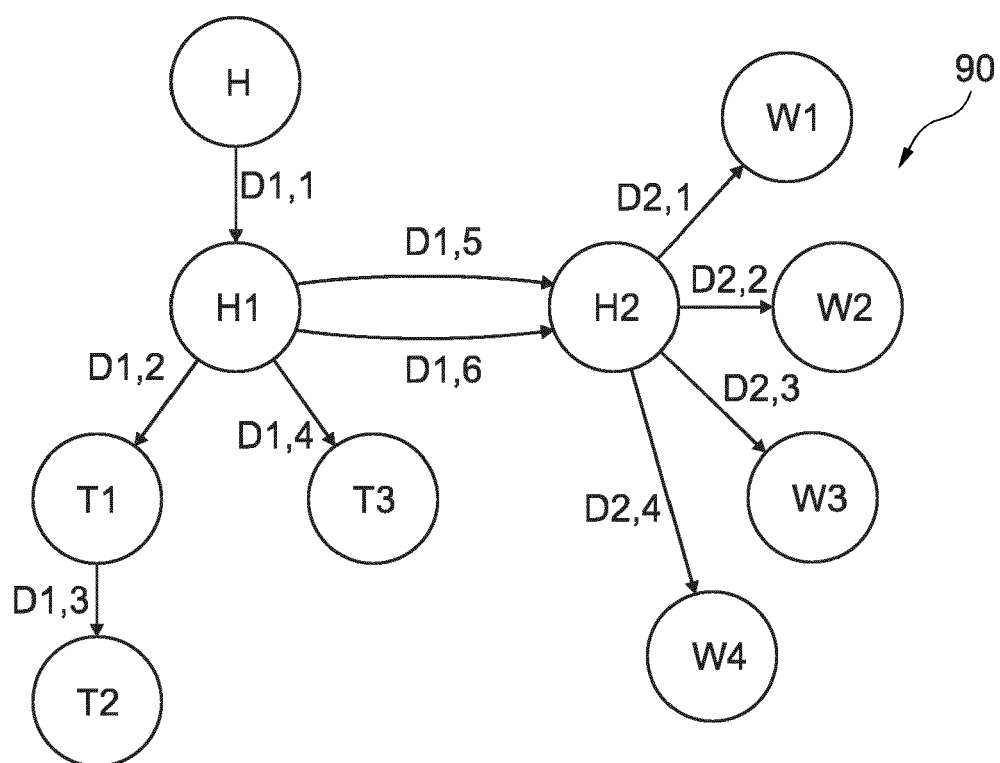 H
90
W1
D1,1
D2,1
D1,5
H1
H2
D2,2
W2
D1,2
D1,6
D2,3
D1,4
T1
T3
W3
D2,4
D1,3
W4
T2